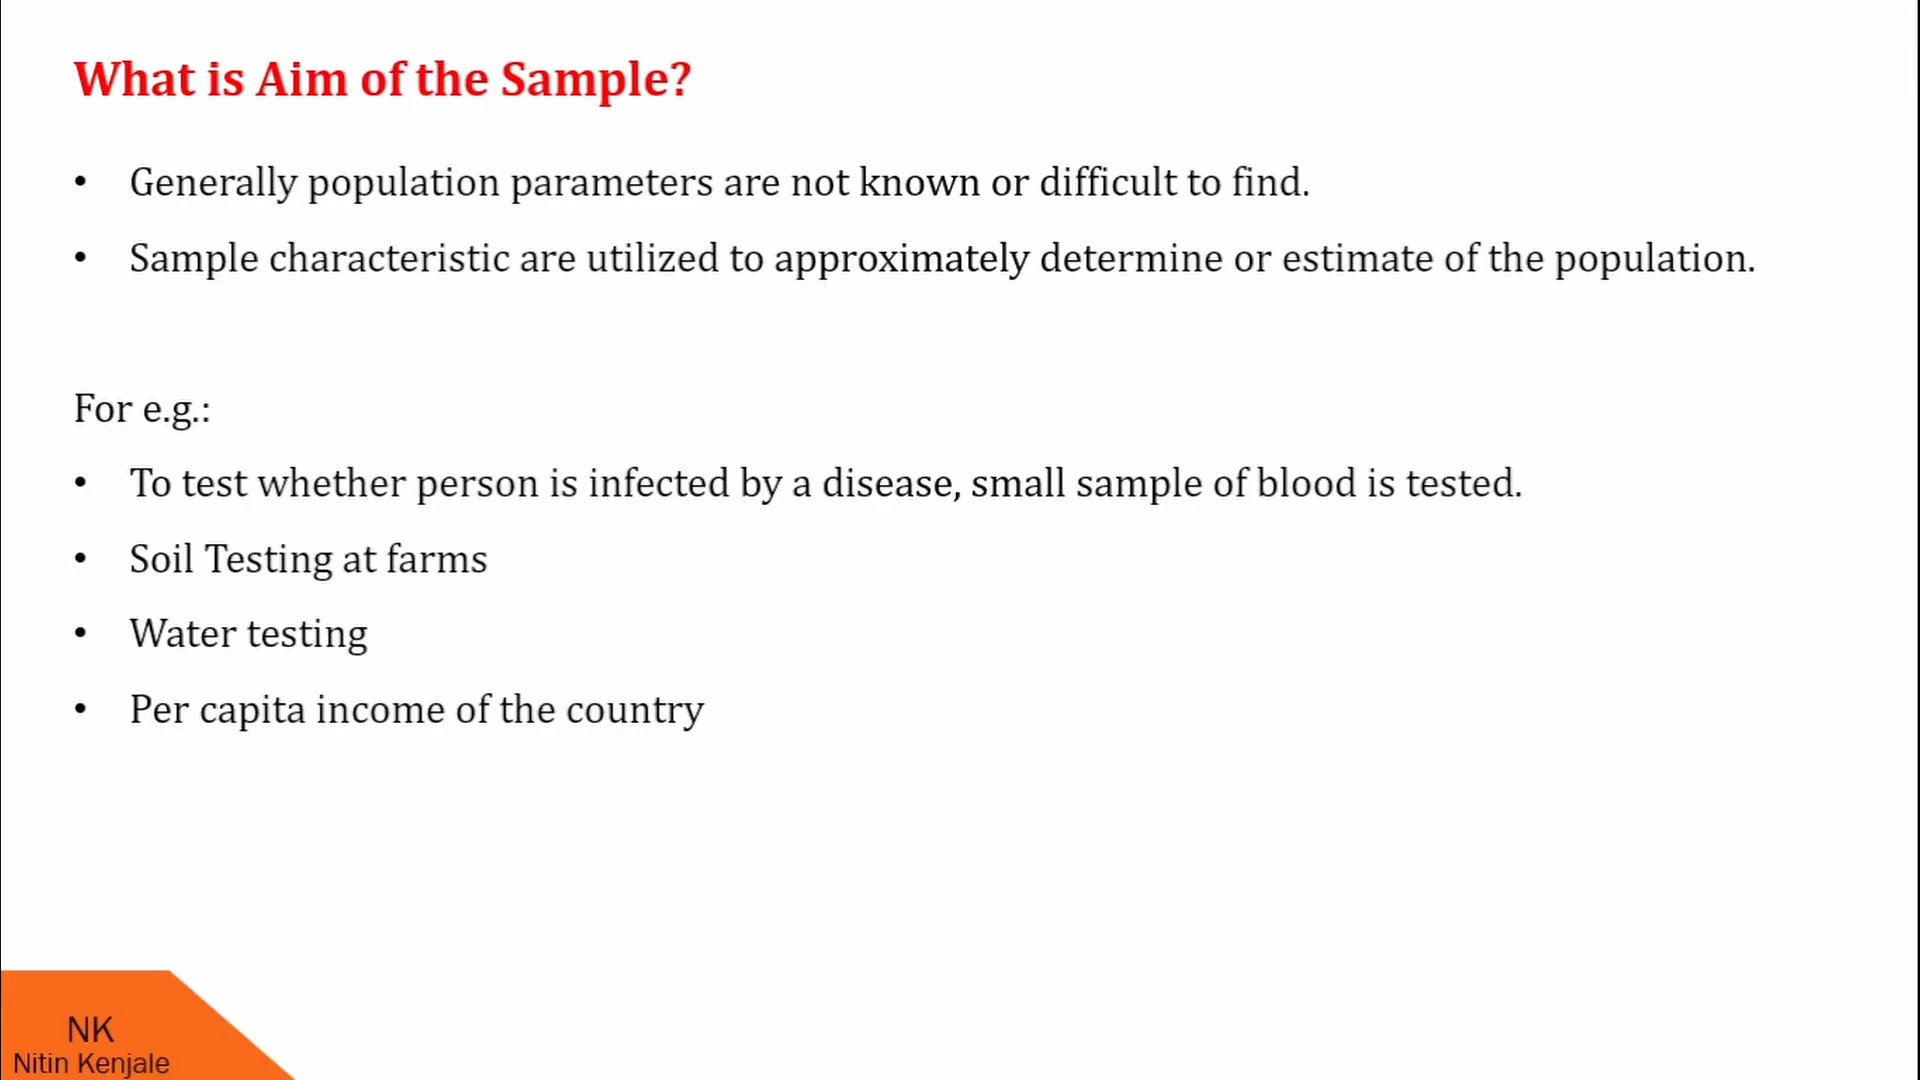 What is Aim of the Sample?
• Generally population parameters are not known or difficult to find.
• Sample characteristic are utilized to approximately determine or estimate of the population.
For e.g.:
• To test whether person is infected by a disease, small sample of blood is tested.
• Soil Testing at farms
• Water testing
• Per capita income of the country
NK
Nitin Kenjale